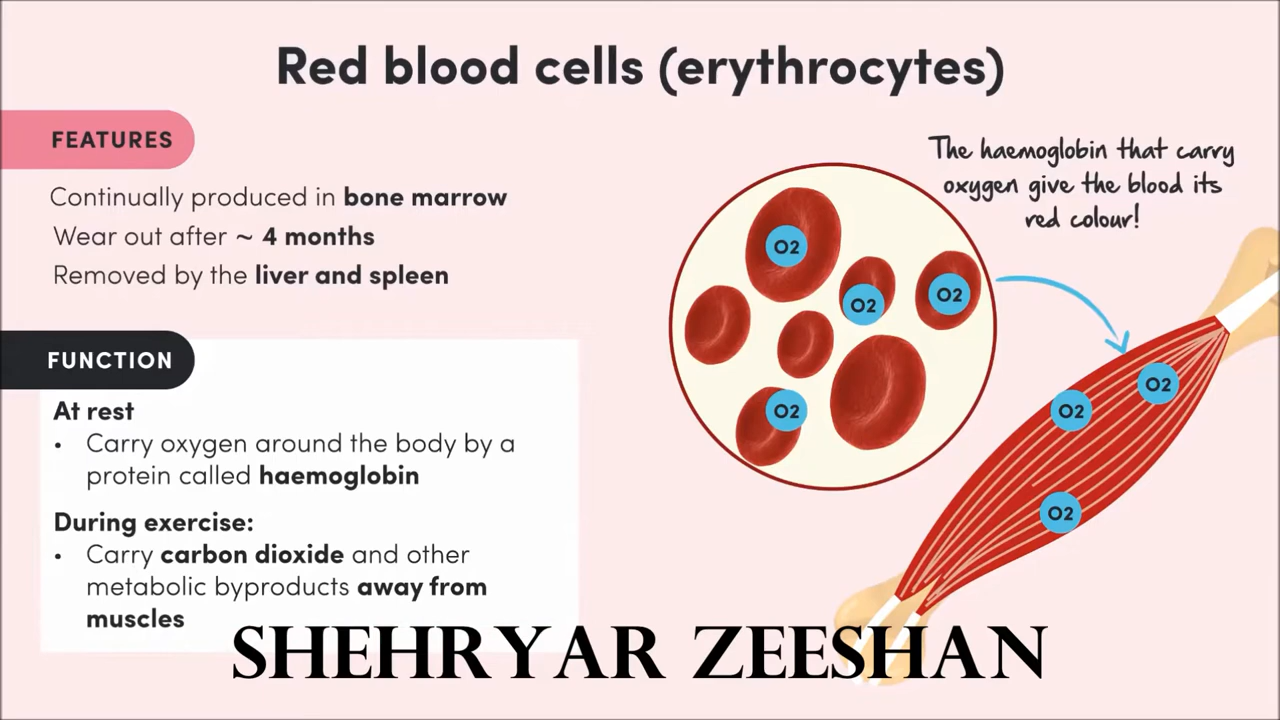 Red blood cells (erythrocytes)
FEATURES
Continually produced in bone marrow
Wear out after ~ 4 months
Removed by the liver and spleen
FUNCTION
At rest
• Carry oxygen around the body by a
protein called haemoglobin
During exercise:
• Carry carbon dioxide and other
metabolic byproducts away from
muscles
The haemoglobin that carry
oxygen give the blood its
red colour!
O2
O2
O2
O2
O2
O2
O2
SHEHRYAR ZEESHAN